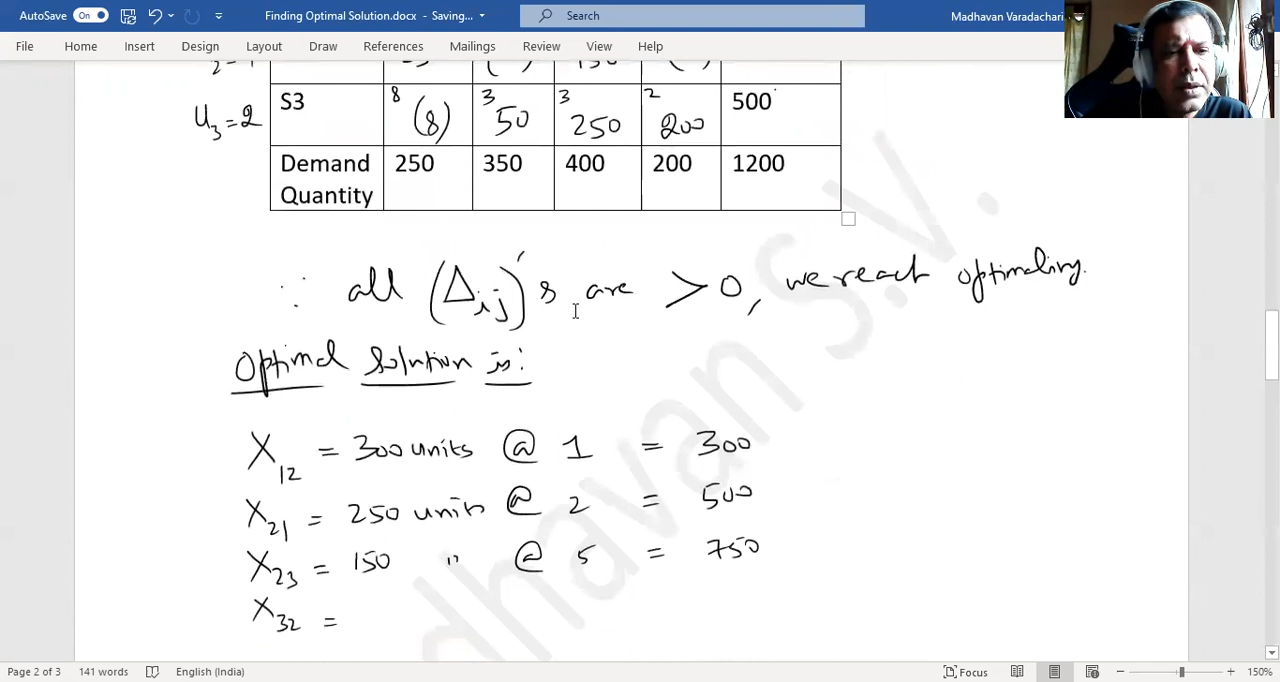 AutoSave On Finding Optimal Solution.docx - Saving... Search Madhavan Varadachari
File Home Insert Design Layout References Mailings Review View Help
U3 = 2 S3 8 (8) 3 50 3 250 2 200 500
Demand Quantity 250 350 400 200 1200
∵ all (Δij)'s are > 0, we reach optimality.
Optimal Solution is:
X12 = 300 units @ 1 = 300
X21 = 250 units @ 2 = 500
X23 = 150 " @ 5 = 750
X32 =
dhavan S.V.
Page 2 of 3 141 words English (India) Focus 150%